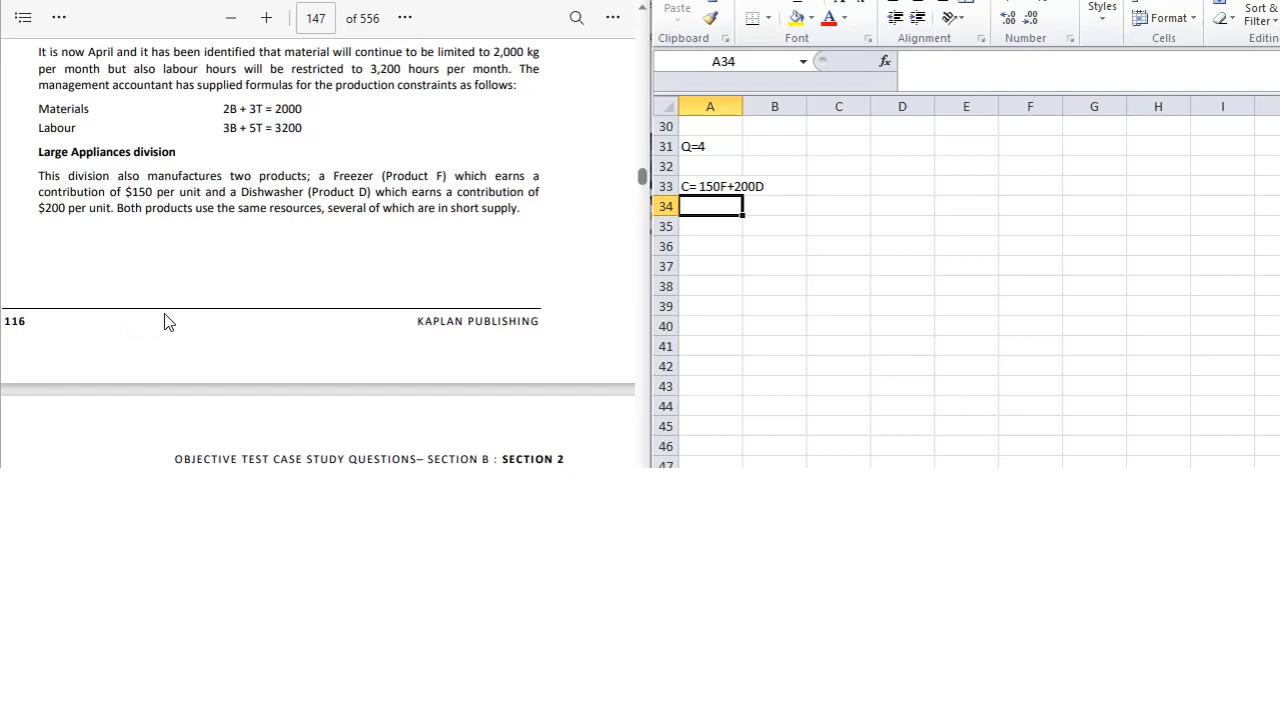 147
of 556
It is now April and it has been identified that material will continue to be limited to 2,000 kg
per month but also labour hours will be restricted to 3,200 hours per month. The
management accountant has supplied formulas for the production constraints as follows:
Materials 2B + 3T = 2000
Labour 3B + 5T = 3200
Large Appliances division
This division also manufactures two products; a Freezer (Product F) which earns a
contribution of $150 per unit and a Dishwasher (Product D) which earns a contribution of
$200 per unit. Both products use the same resources, several of which are in short supply.
116
KAPLAN PUBLISHING
OBJECTIVE TEST CASE STUDY QUESTIONS– SECTION B : SECTION 2
Paste
Styles
Format
Sort &
Filter
Clipboard
Font
Alignment
Number
Cells
Editin
A34
fx
A B C D E F G H I
30
31 Q=4
32
33 C= 150F+200D
34
35
36
37
38
39
40
41
42
43
44
45
46
47